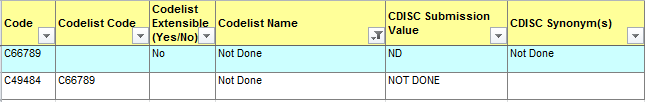 Code
Codelist Code
Codelist
Extensible
(Yes/No)
Codelist Name
CDISC Submission
Value
CDISC Synonym(s)
C66789
No
Not Done
ND
Not Done
C49484
C66789
Not Done
NOT DONE